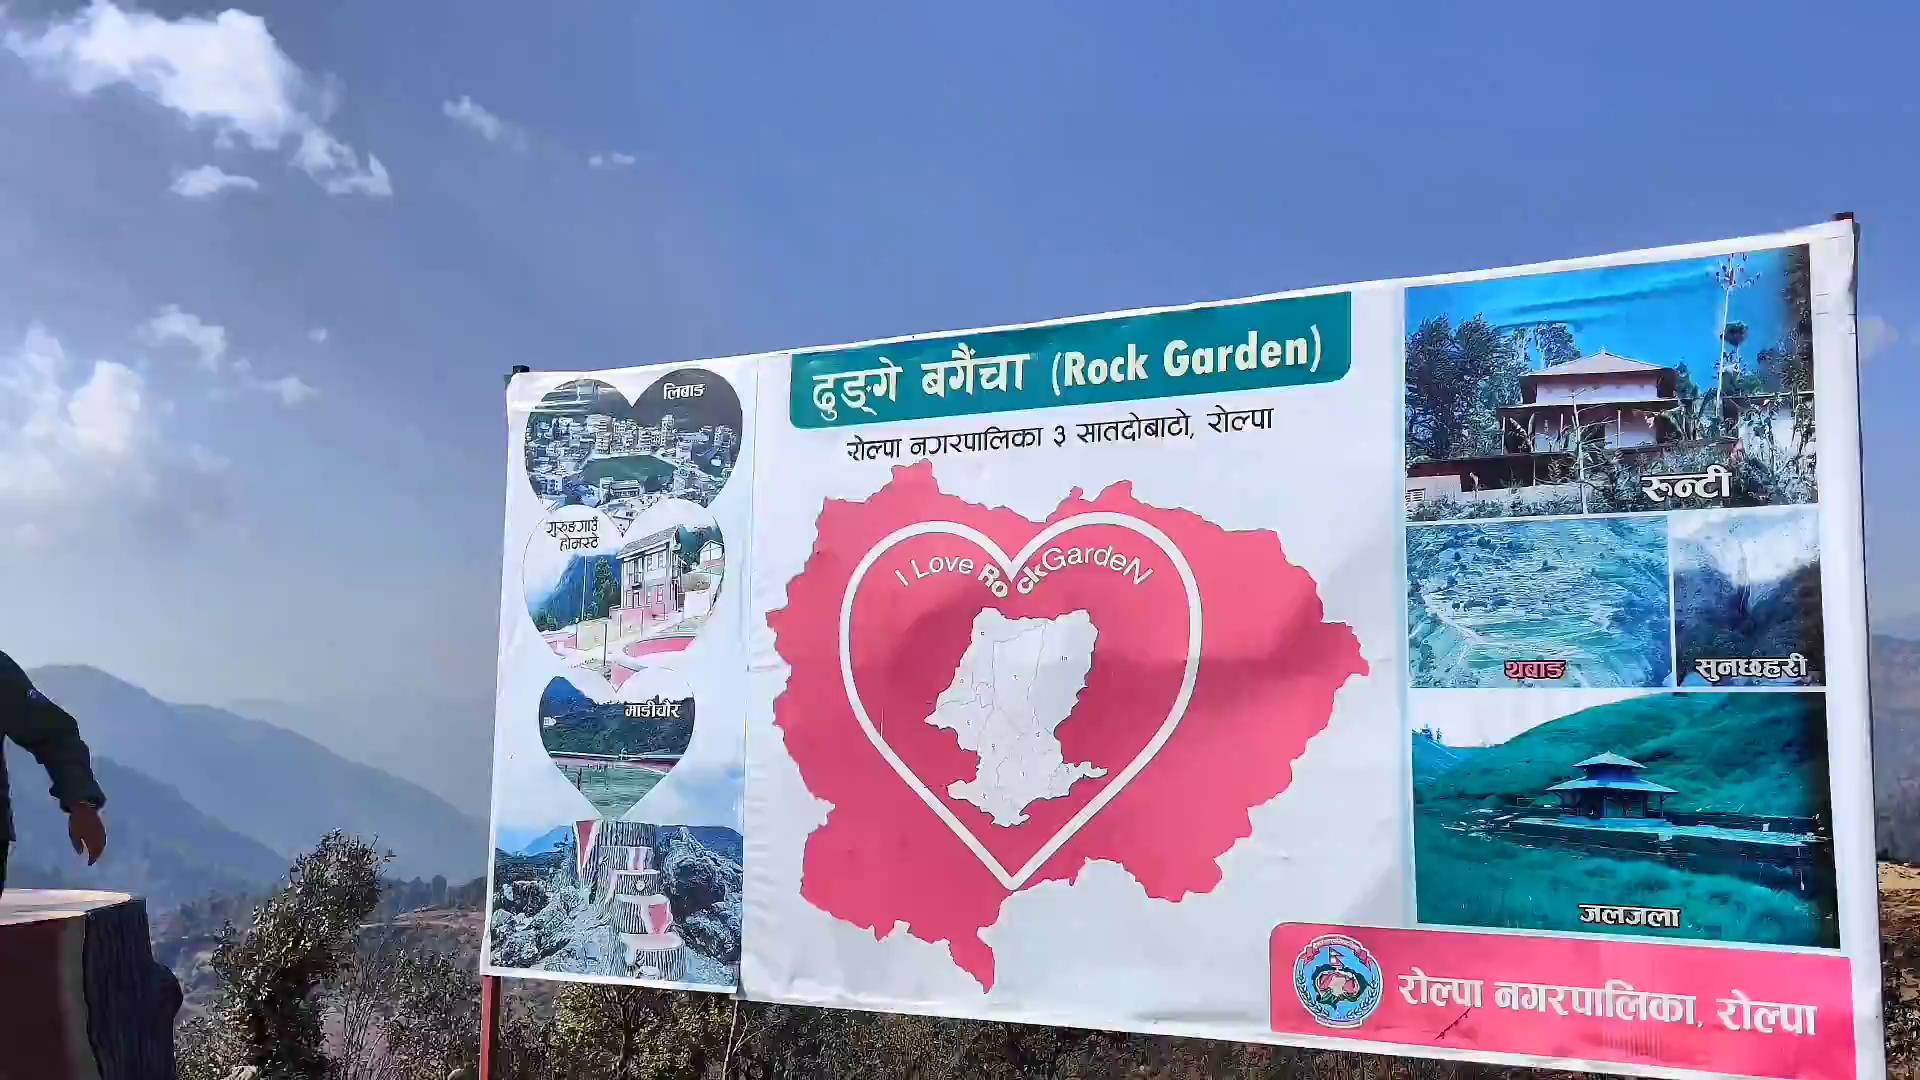 ढुङ्गे बगैंचा (Rock Garden)
रोल्पा नगरपालिका ३ सातदोबाटो, रोल्पा
लिबाङ
गुरुङगाउँ
होमस्टे
माडीचौर
I Love RockGardeN
रुन्टी
थबाङ
सुनछहरी
जलजला
रोल्पा नगरपालिका, रोल्पा